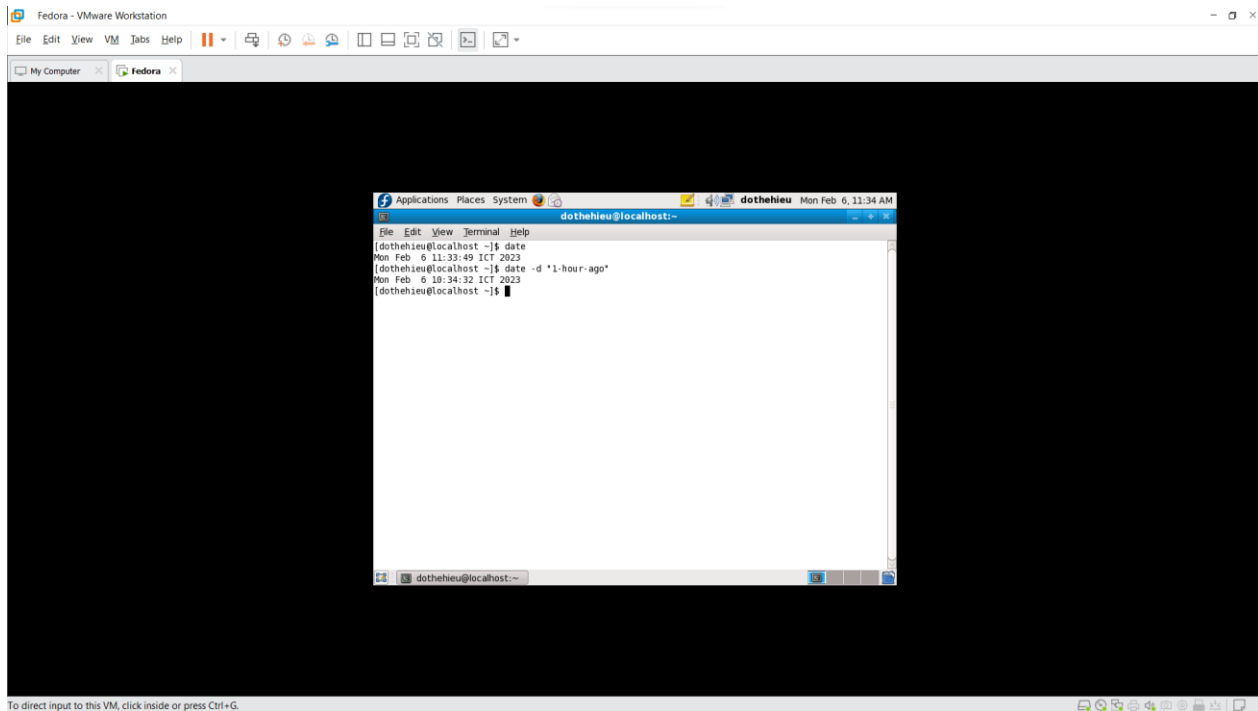 Fedora - VMware Workstation
File Edit View VM Tabs Help
My Computer Fedora
Applications Places System dothehieu Mon Feb 6, 11:34 AM
dothehieu@localhost:~
File Edit View Terminal Help
[dothehieu@localhost ~]$ date
Mon Feb  6 11:33:49 ICT 2023
[dothehieu@localhost ~]$ date -d "1-hour-ago"
Mon Feb  6 10:34:32 ICT 2023
[dothehieu@localhost ~]$
dothehieu@localhost:~
To direct input to this VM, click inside or press Ctrl+G.